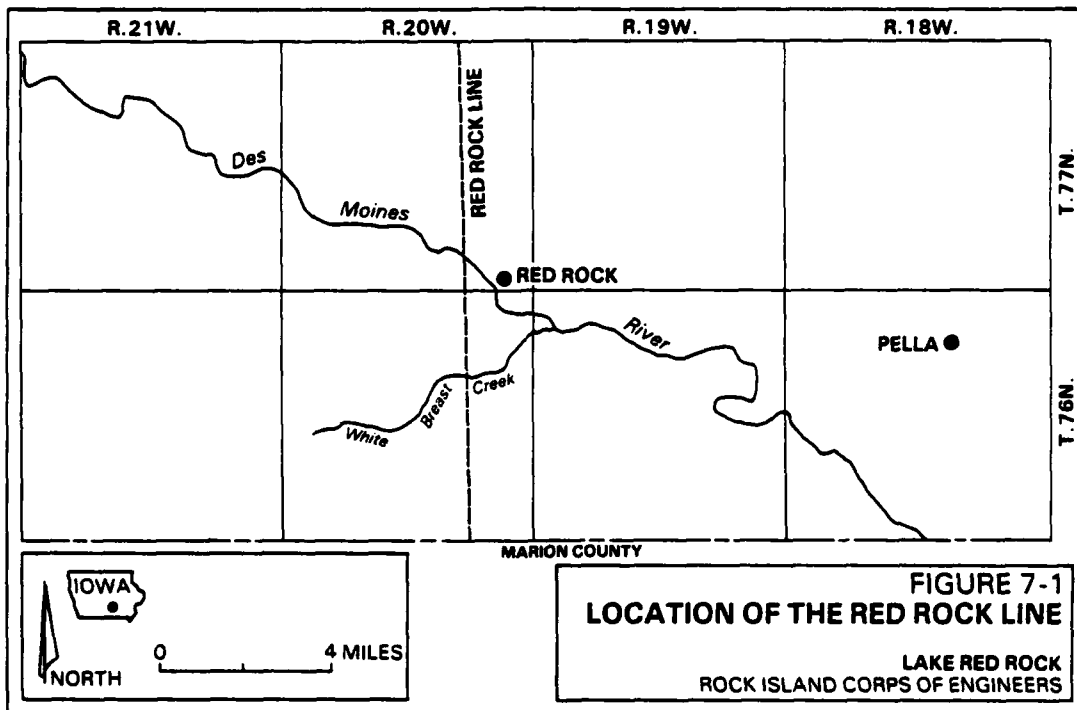 R.21W. R.20W. R.19W. R.18W.
RED ROCK LINE
T.77N.
Des
Moines
RED ROCK
River
PELLA
T.76N.
White
Breast
Creek
MARION COUNTY
IOWA
0 4 MILES
NORTH
FIGURE 7-1
LOCATION OF THE RED ROCK LINE
LAKE RED ROCK
ROCK ISLAND CORPS OF ENGINEERS